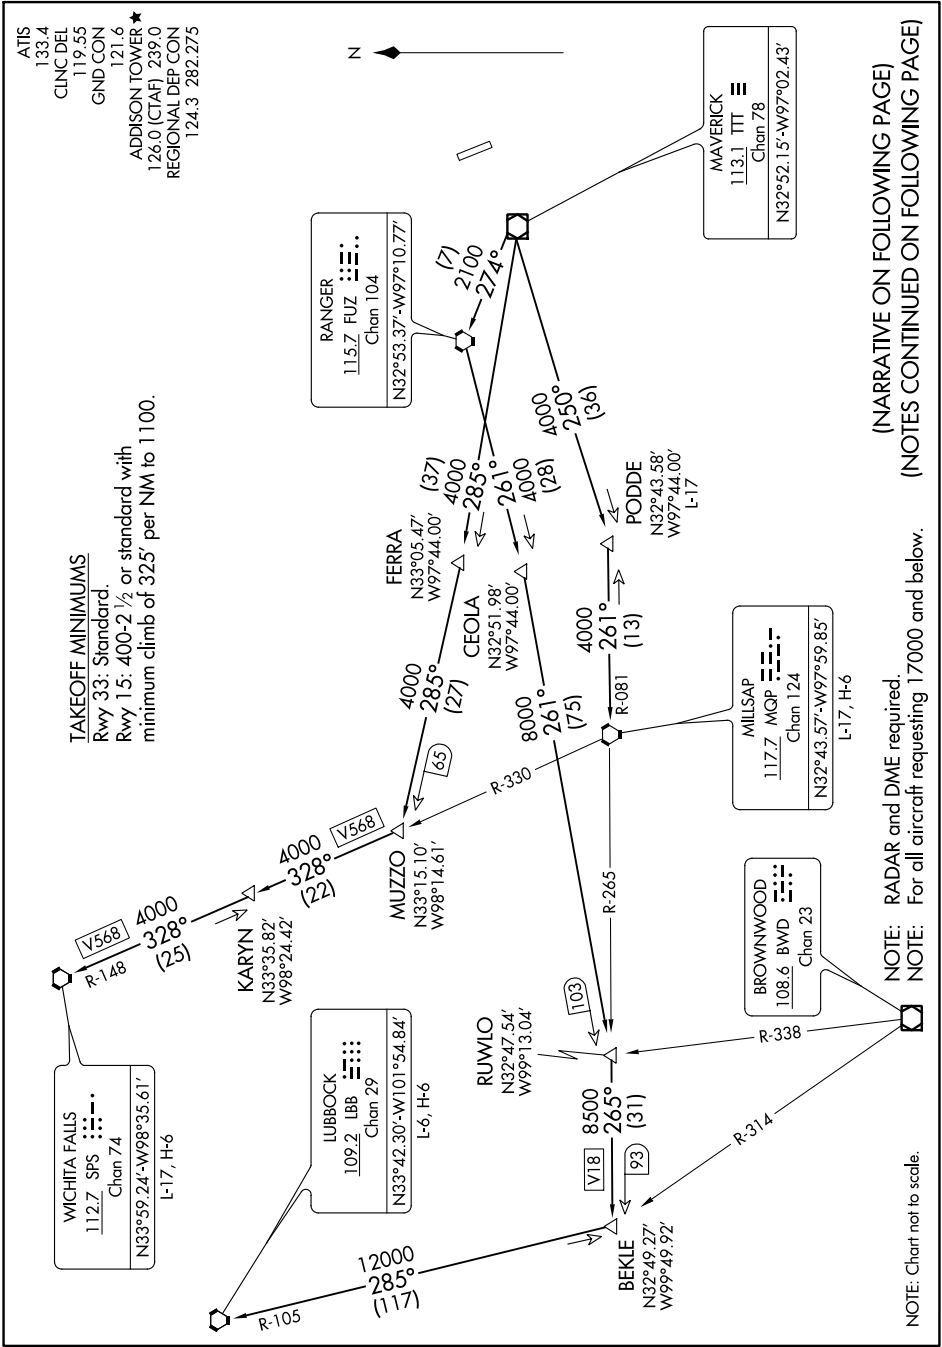 ATIS
133.4
CLNC DEL
119.55
GND CON
121.6
ADDISON TOWER ★
126.0 (CTAF) 239.0
REGIONAL DEP CON
124.3 282.275
TAKEOFF MINIMUMS
Rwy 33: Standard.
Rwy 15: 400-2 ½ or standard with
minimum climb of 325' per NM to 1100.
N
WICHITA FALLS
112.7 SPS
Chan 74
N33°59.24'-W98°35.61'
L-17, H-6
V568
4000
328°
(25)
R-148
KARYN
N33°35.82'
W98°24.42'
4000
328°
(22)
V568
MUZZO
N33°15.10'
W98°14.61'
65
4000
285°
(27)
FERRA
N33°05.47'
W97°44.00'
(37)
4000
285°
RANGER
115.7 FUZ
Chan 104
N32°53.37'-W97°10.77'
(7)
2100
274°
MAVERICK
113.1 TTT
Chan 78
N32°52.15'-W97°02.43'
261°
4000
(28)
CEOLA
N32°51.98'
W97°44.00'
8000
261°
(75)
4000
250°
(36)
PODDE
N32°43.58'
W97°44.00'
L-17
4000
261°
(13)
R-081
R-330
R-265
MILLSAP
117.7 MQP
Chan 124
N32°43.57'-W97°59.85'
L-17, H-6
LUBBOCK
109.2 LBB
Chan 29
N33°42.30'-W101°54.84'
L-6, H-6
RUWLO
N32°47.54'
W99°13.04'
103
8500
265°
(31)
V18
93
BEKLE
N32°49.27'
W99°49.92'
12000
285°
(117)
R-105
R-338
R-314
BROWNWOOD
108.6 BWD
Chan 23
NOTE: RADAR and DME required.
NOTE: For all aircraft requesting 17000 and below.
(NARRATIVE ON FOLLOWING PAGE)
(NOTES CONTINUED ON FOLLOWING PAGE)
NOTE: Chart not to scale.